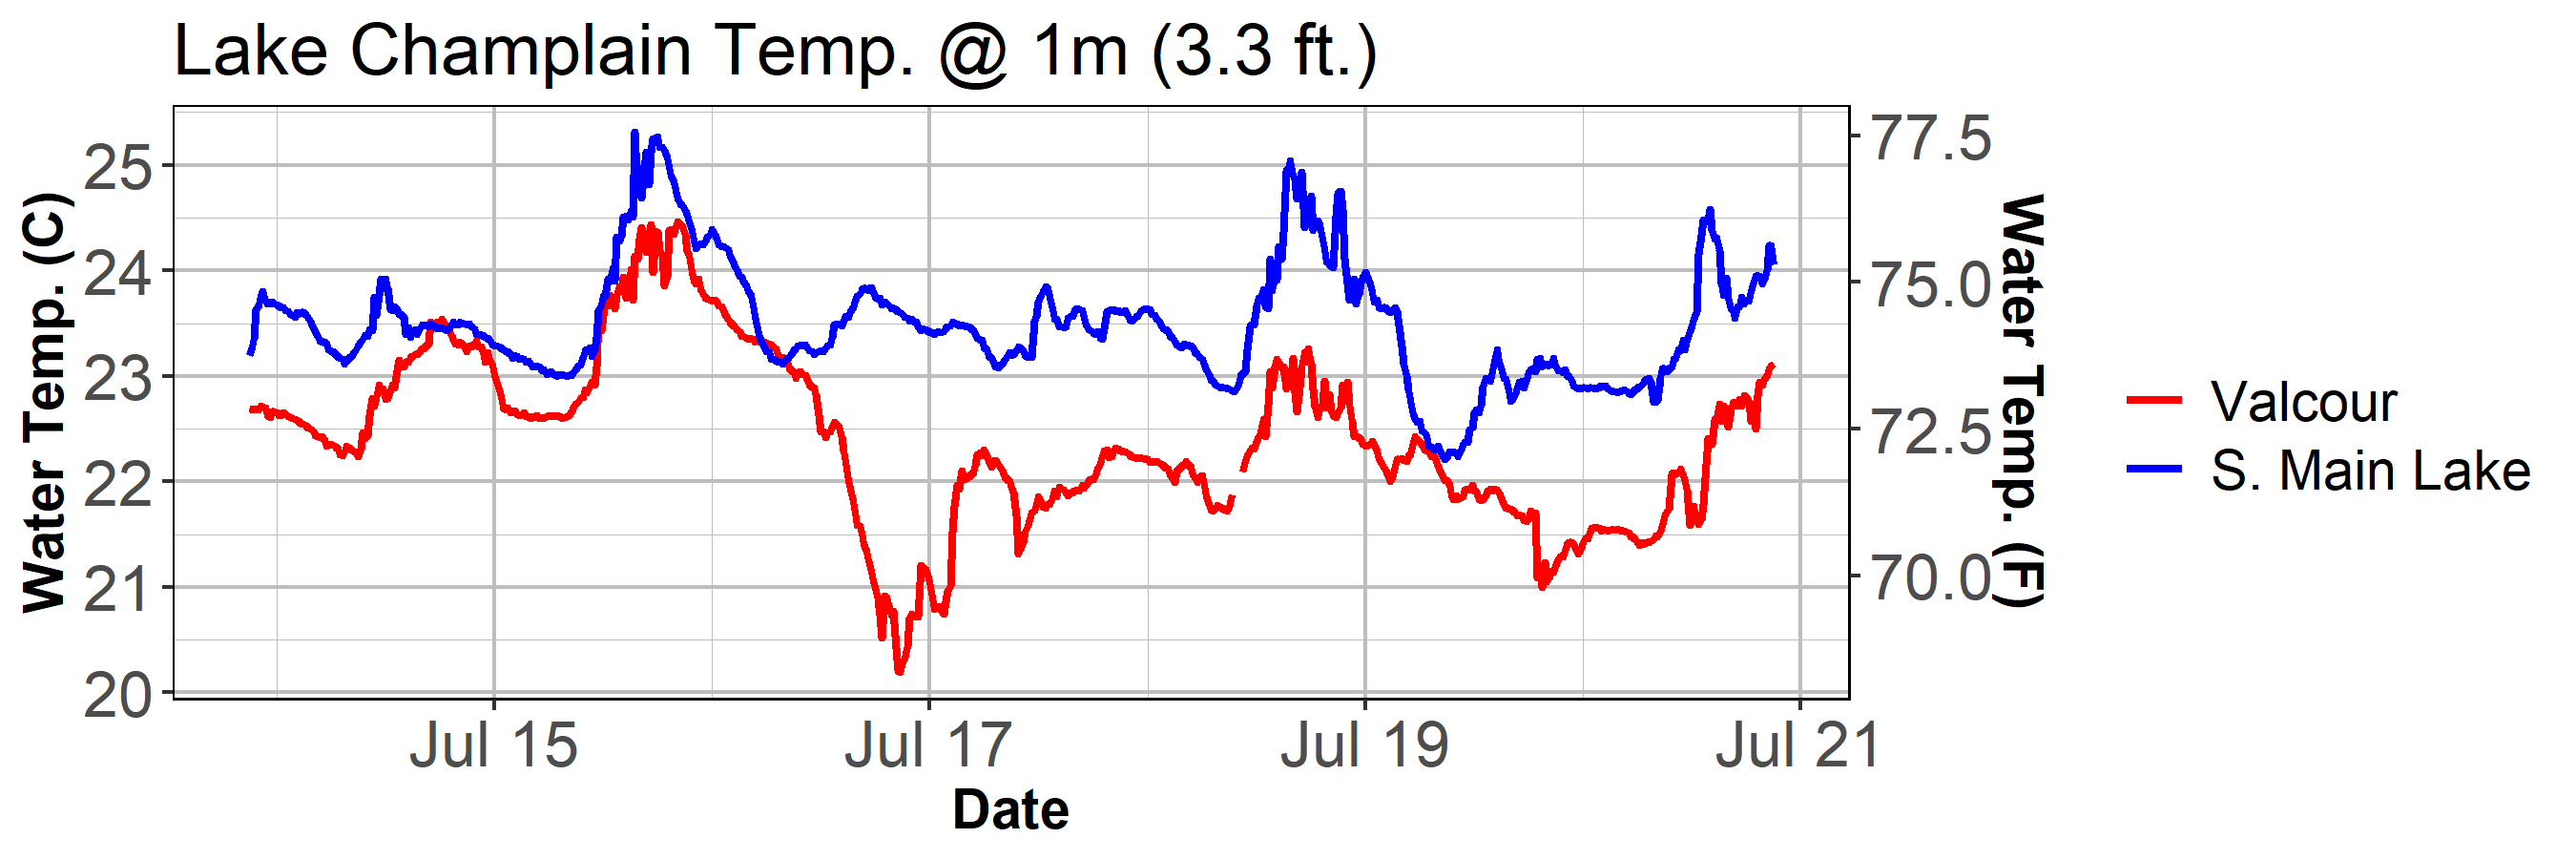 Lake Champlain Temp. @ 1m (3.3 ft.)
Water Temp. (C)
25
24
23
22
21
20
77.5
75.0
72.5
70.0
Water Temp. (F)
Jul 15
Jul 17
Jul 19
Jul 21
Date
Valcour
S. Main Lake